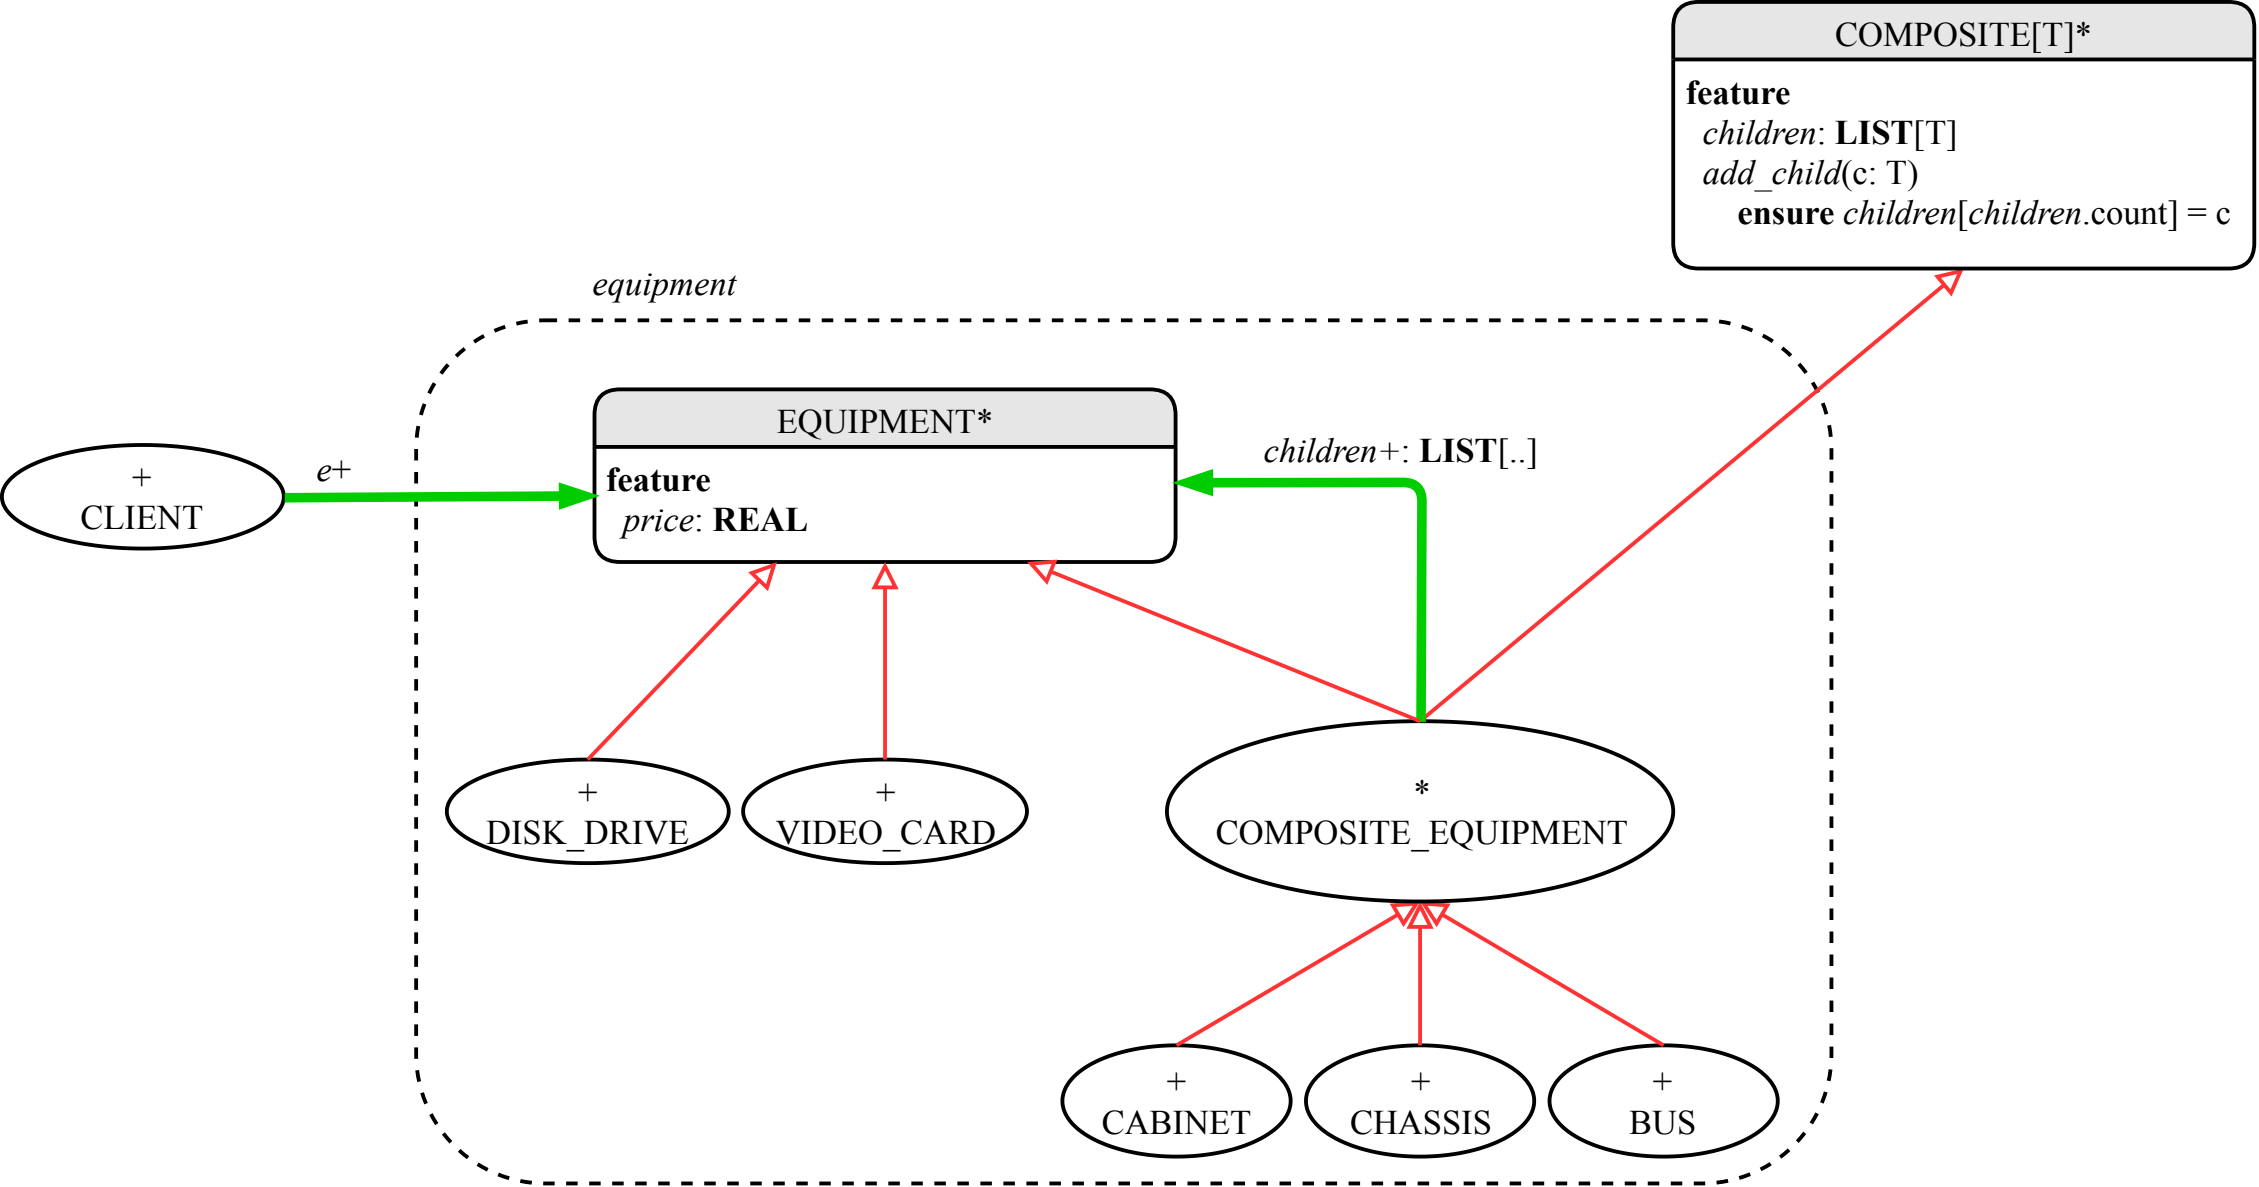 COMPOSITE[T]*
feature
children: LIST[T]
add_child(c: T)
ensure children[children.count] = c
equipment
EQUIPMENT*
feature
price: REAL
children+: LIST[..]
e+
+
CLIENT
+
DISK_DRIVE
+
VIDEO_CARD
*
COMPOSITE_EQUIPMENT
+
CABINET
+
CHASSIS
+
BUS